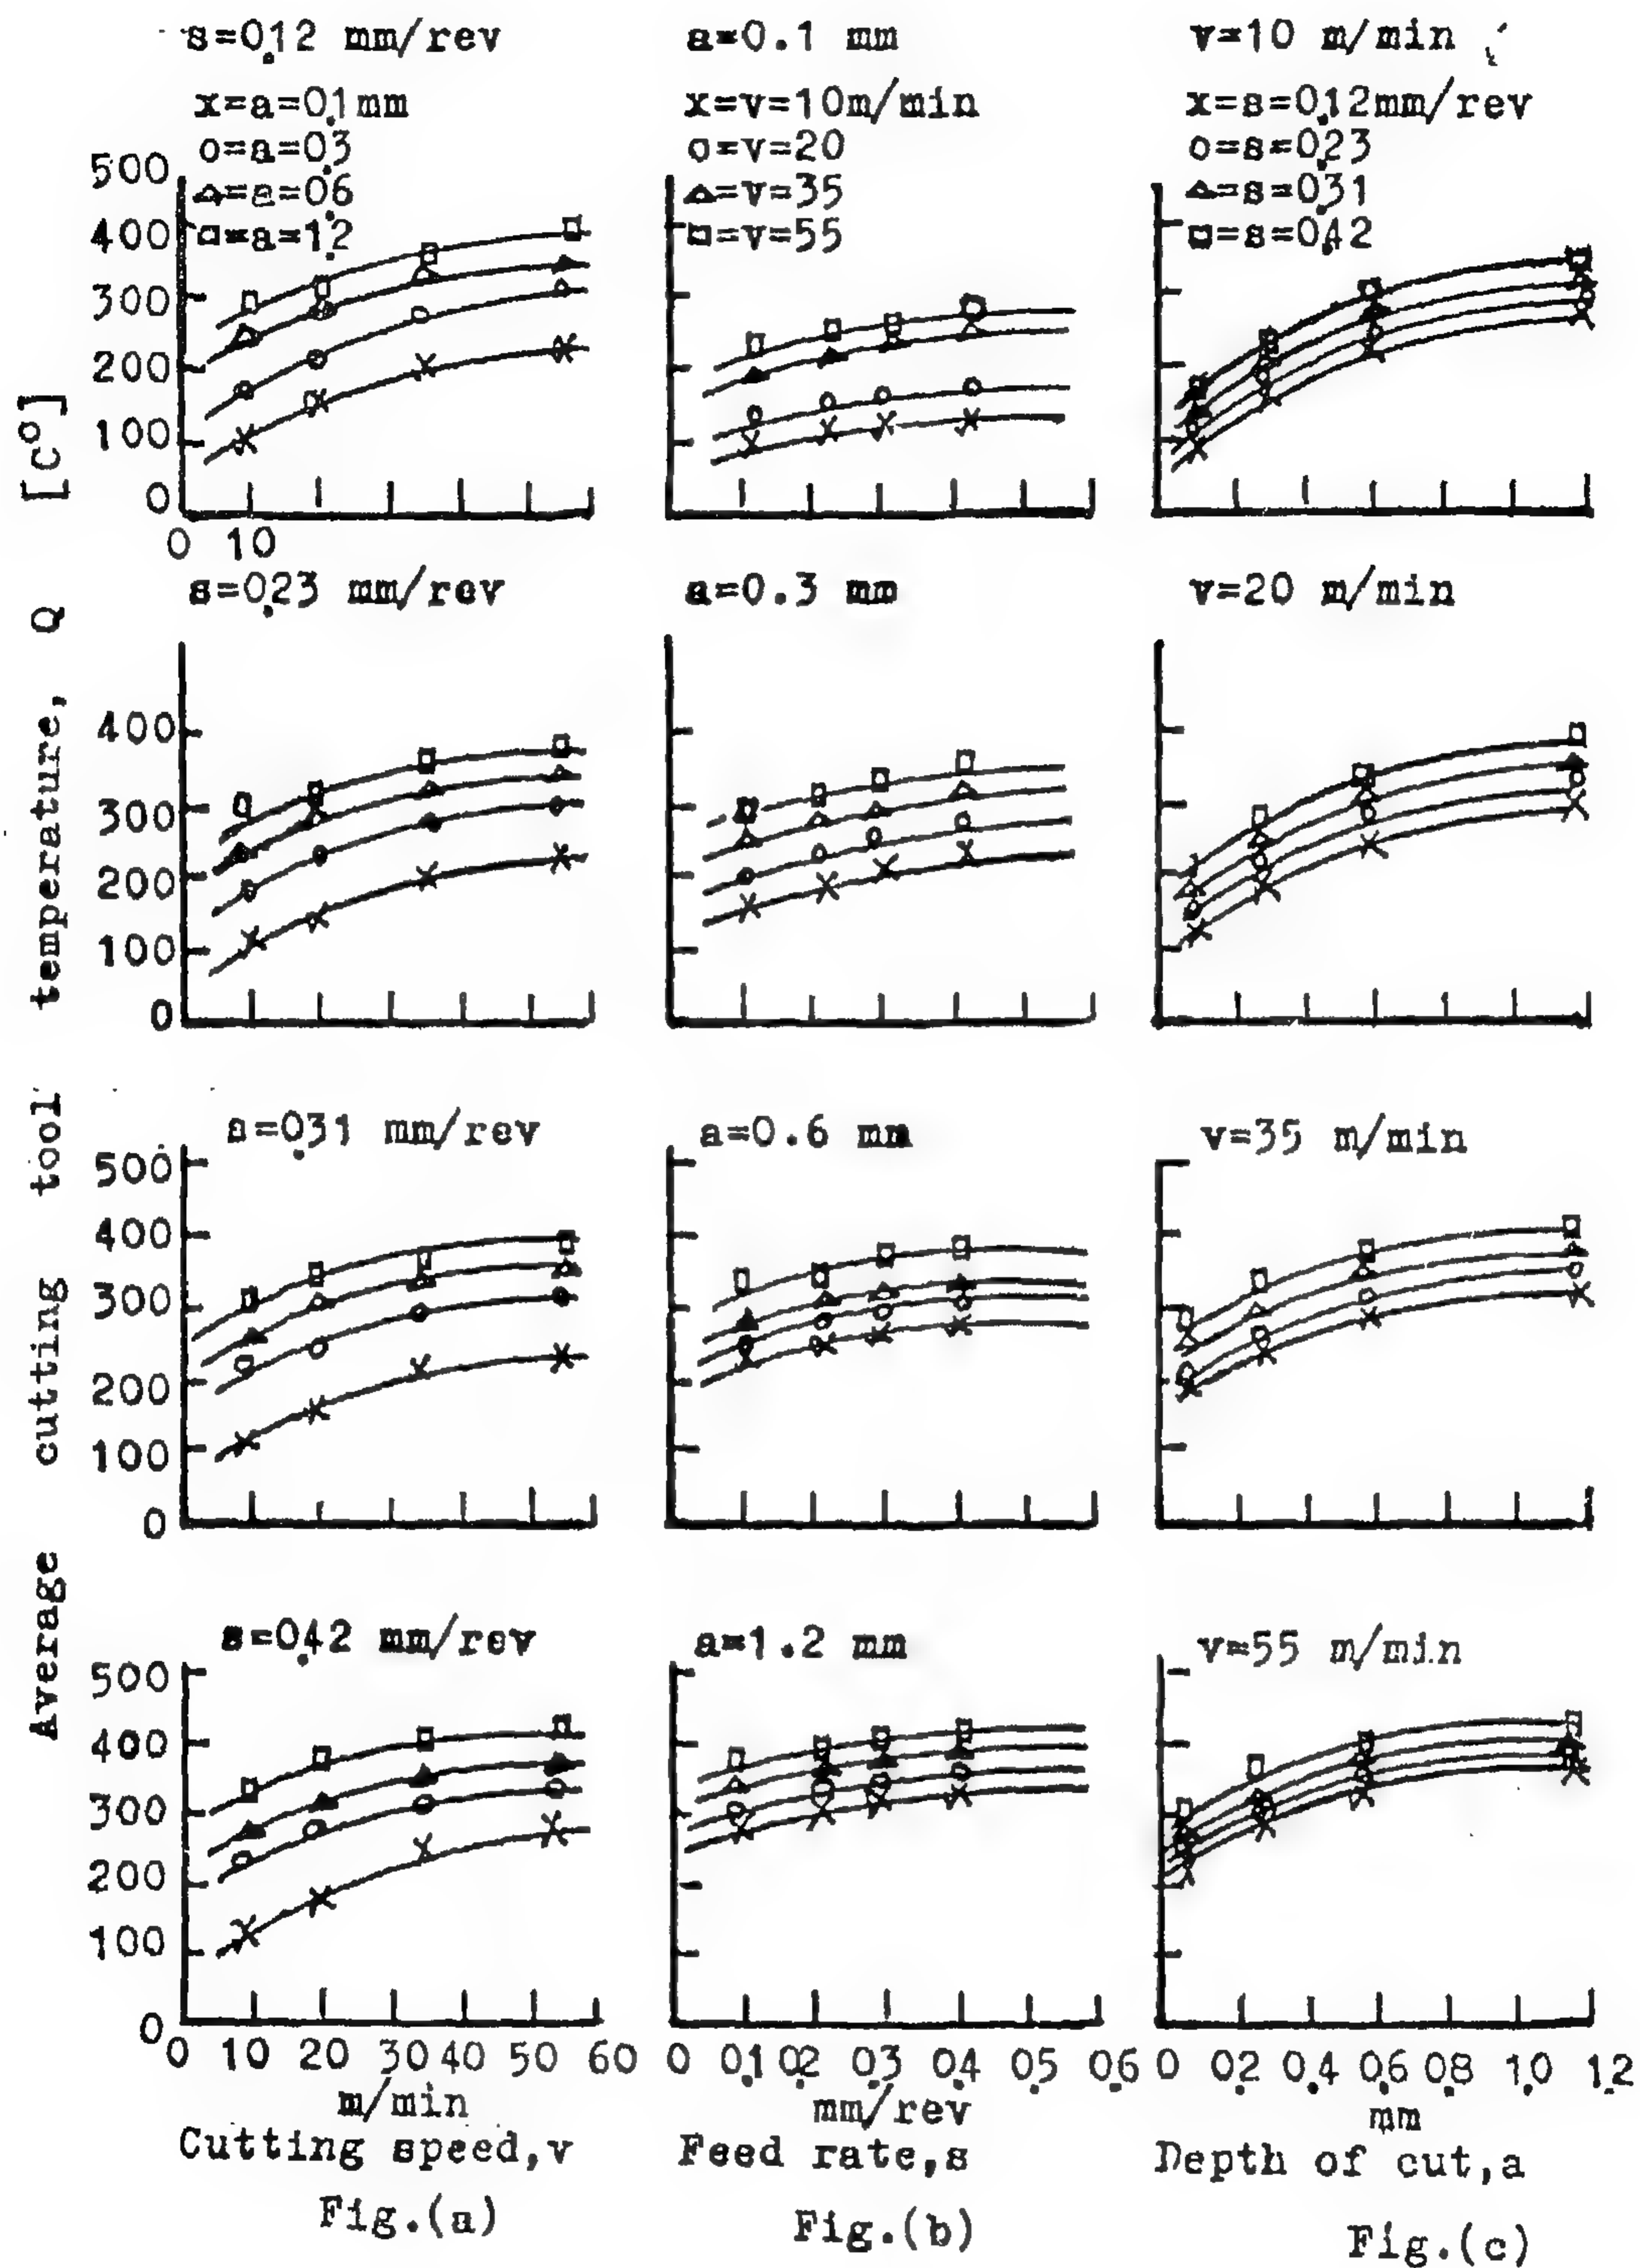 s=0.12 mm/rev
a=0.1 mm
v=10 m/min
x=a=0.1mm
o=a=0.3
△=a=0.6
□=a=1.2
x=v=10m/min
o=v=20
△=v=35
□=v=55
x=s=0.12mm/rev
o=s=0.23
△=s=0.31
□=s=0.42
500
400
300
200
100
0
0 10
s=0.23 mm/rev
a=0.3 mm
v=20 m/min
400
300
200
100
0
s=0.31 mm/rev
a=0.6 mm
v=35 m/min
500
400
300
200
100
0
s=0.42 mm/rev
a=1.2 mm
v=55 m/min
500
400
300
200
100
0
0 10 20 30 40 50 60
0 0.1 0.2 0.3 0.4 0.5 0.6
0 0.2 0.4 0.6 0.8 1.0 1.2
m/min
mm/rev
mm
Cutting speed,v
Feed rate,s
Depth of cut,a
Fig.(a)
Fig.(b)
Fig.(c)
Average cutting tool temperature, Q [C°]